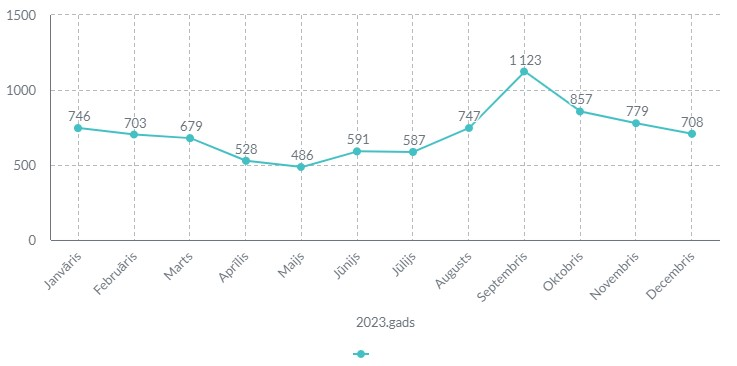 1500
1 123
1000
857
746
703
679
747
779
708
528
486
591
587
500
0
Janvāris
Februāris
Marts
Aprīlis
Maijs
Jūnijs
Jūlijs
Augusts
Septembris
Oktobris
Novembris
Decembris
2023.gads